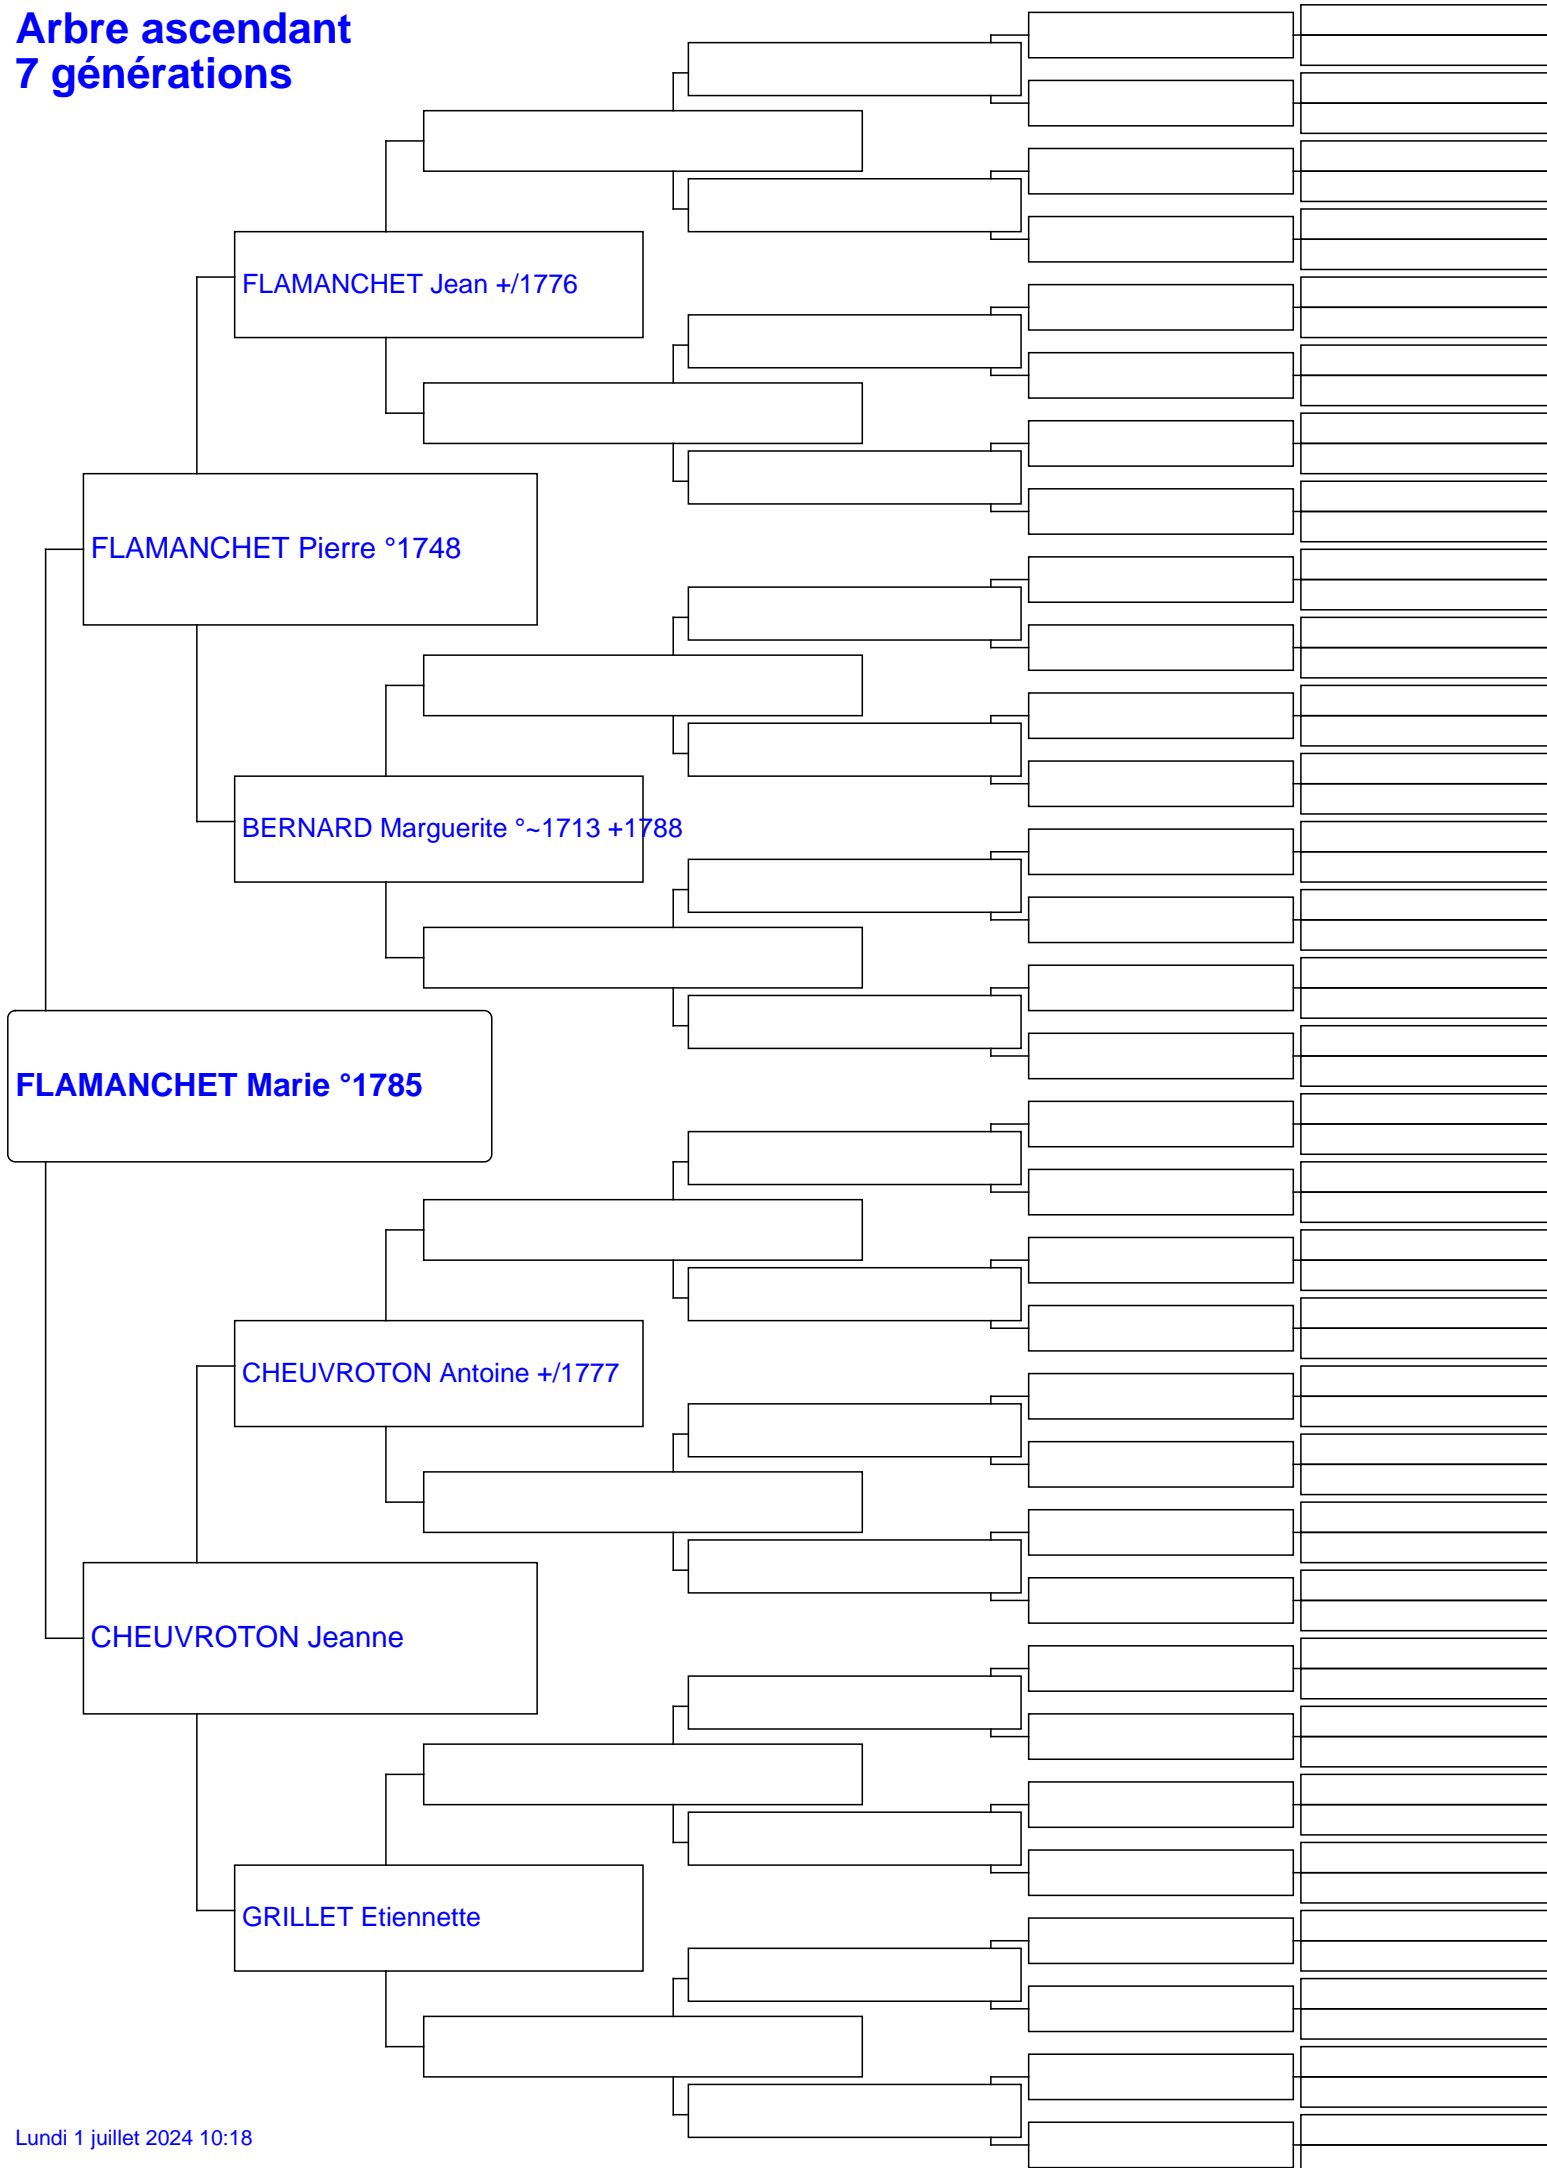 Arbre ascendant
7 générations
FLAMANCHET Jean +/1776
FLAMANCHET Pierre °1748
BERNARD Marguerite °~1713 +1788
FLAMANCHET Marie °1785
CHEUVROTON Antoine +/1777
CHEUVROTON Jeanne
GRILLET Etiennette
Lundi 1 juillet 2024 10:18